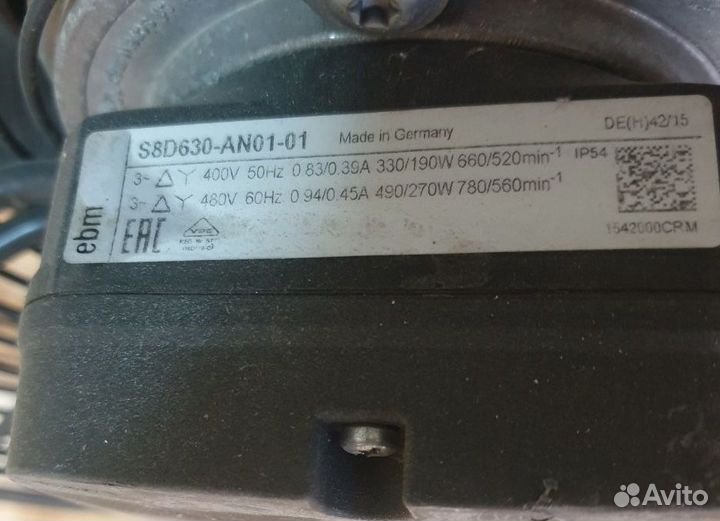 DE(H)42/15
S8D630-AN01-01 Made in Germany
3~ △ Y 400V 50Hz 0.83/0.39A 330/190W 660/520min⁻¹ IP54
3~ △ Y 480V 60Hz 0.94/0.45A 490/270W 780/560min⁻¹
ebm
EAC
VDE
1542000CRM
Avito